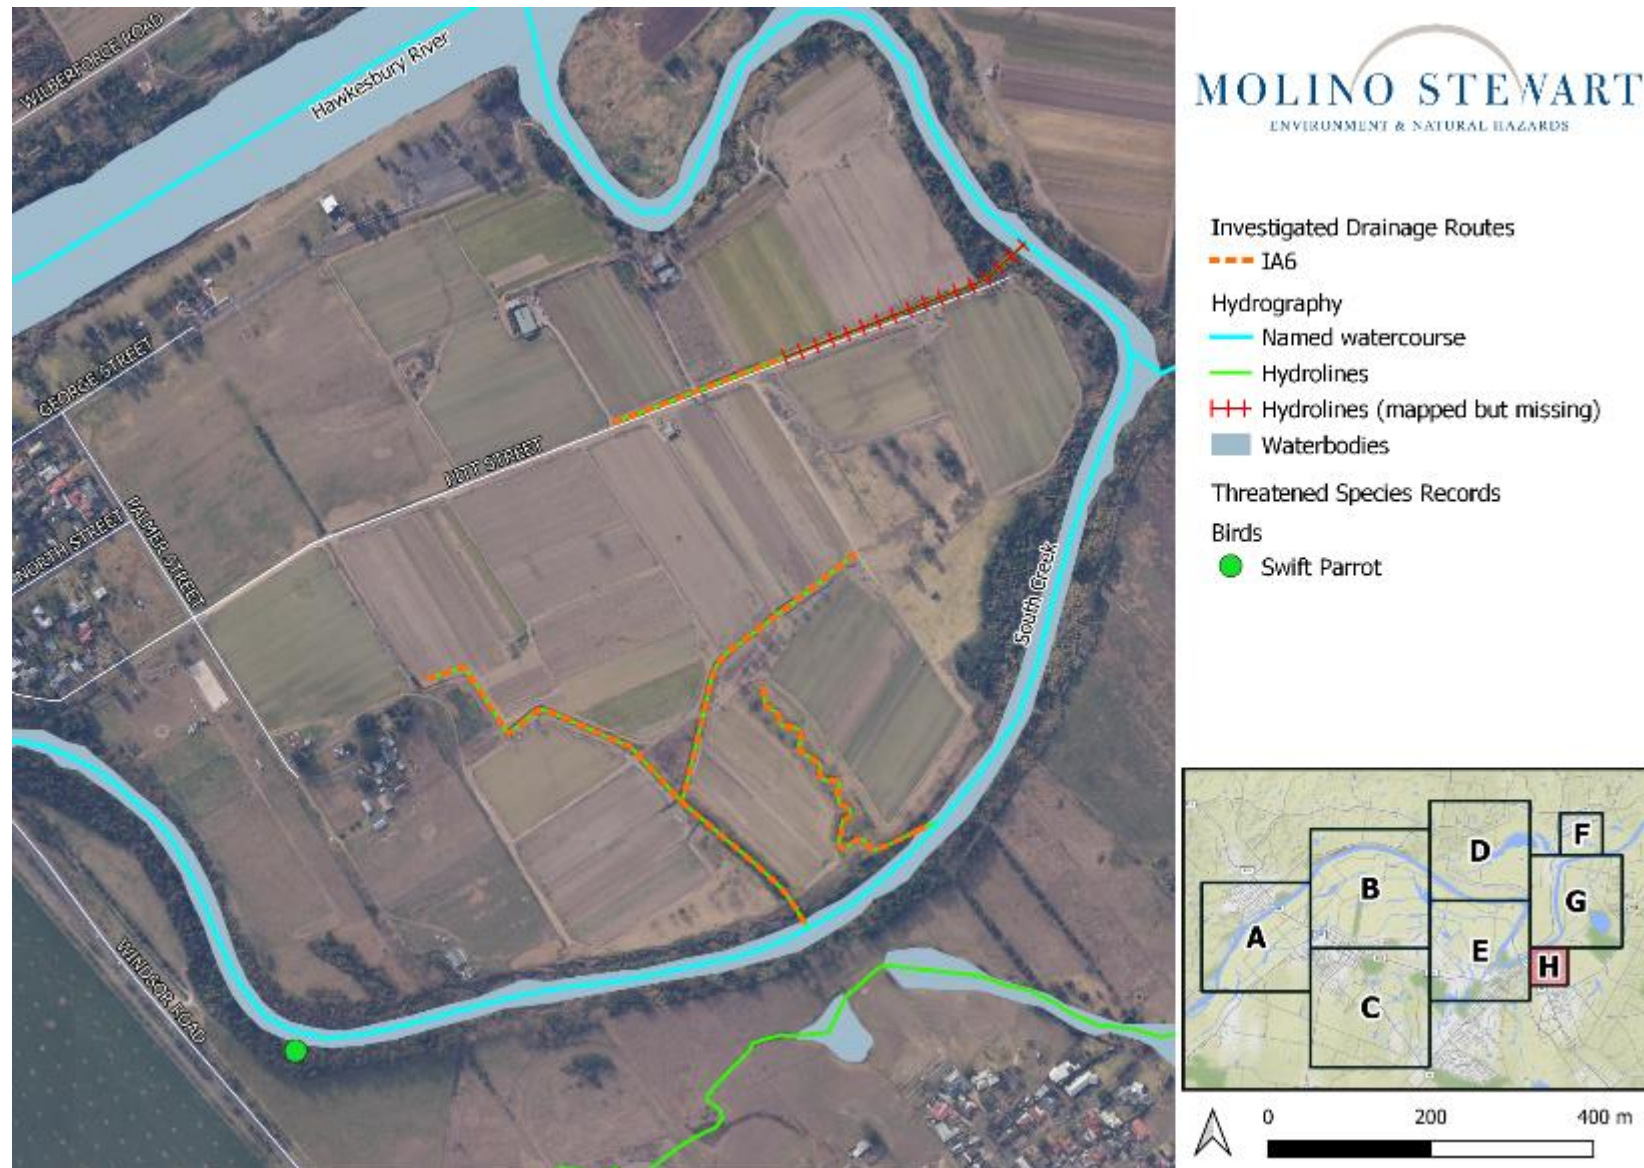 WILBERFORCE ROAD
Hawkesbury River
GEORGE STREET
PITT STREET
NORTH STREET
PALMER STREET
South Creek
WINDSOR ROAD
MOLINO STEWART
ENVIRONMENT & NATURAL HAZARDS
Investigated Drainage Routes
IA6
Hydrography
Named watercourse
Hydrolines
Hydrolines (mapped but missing)
Waterbodies
Threatened Species Records
Birds
Swift Parrot
A
B
C
D
E
F
G
H
0 200 400 m